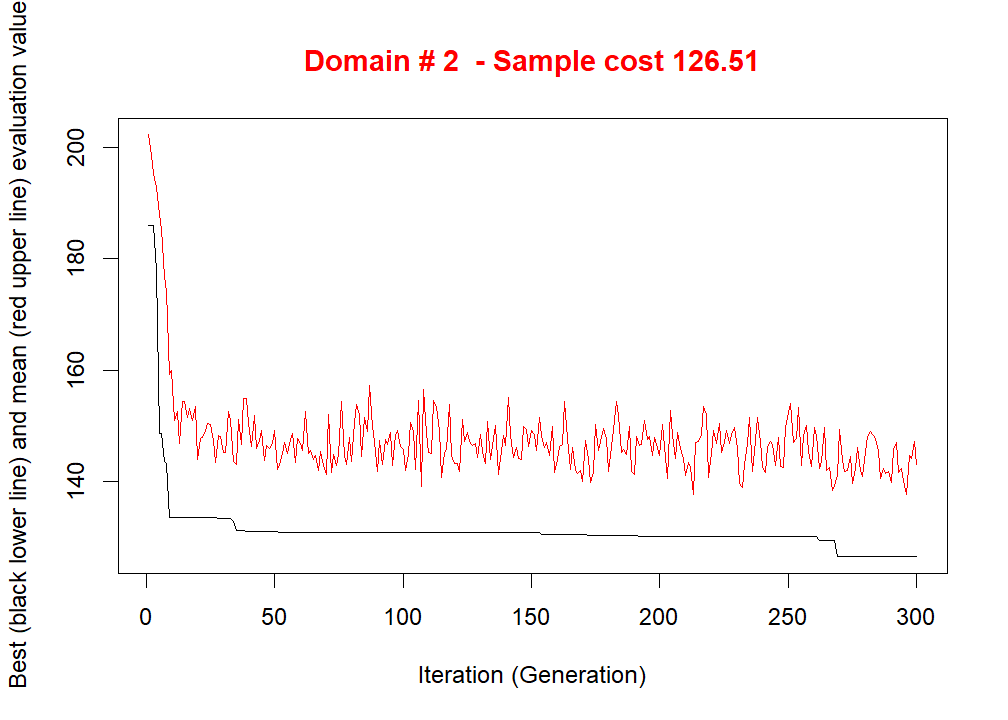 Domain # 2  - Sample cost 126.51
Best (black lower line) and mean (red upper line) evaluation value
200
180
160
140
0 50 100 150 200 250 300
Iteration (Generation)